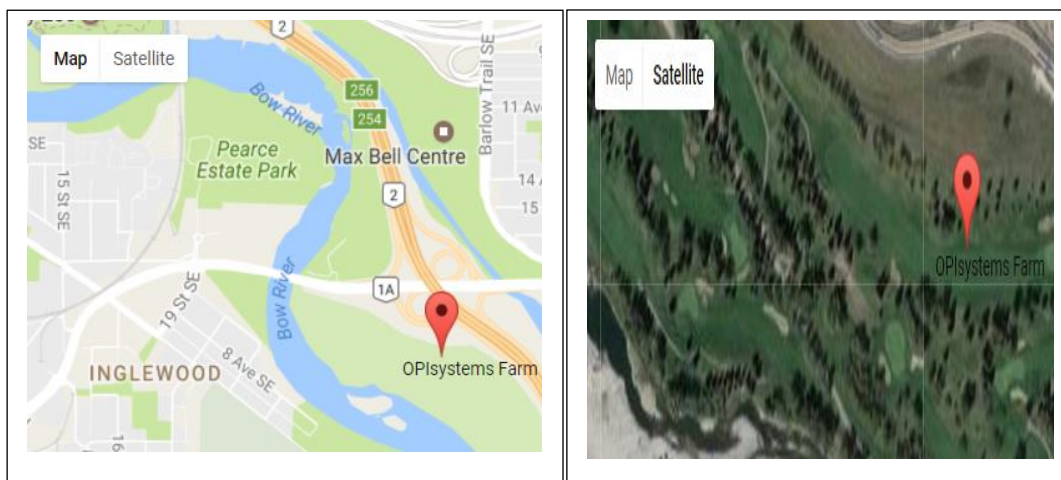 2
Map Satellite
256
254
Bow River
Max Bell Centre
Barlow Trail SE
11 Ave
Pearce
Estate Park
SE
15 St SE
2
14 A
15
1A
19 St SE
Bow River
8 Ave SE
OPIsystems Farm
INGLEWOOD
16
Map Satellite
OPIsystems Farm